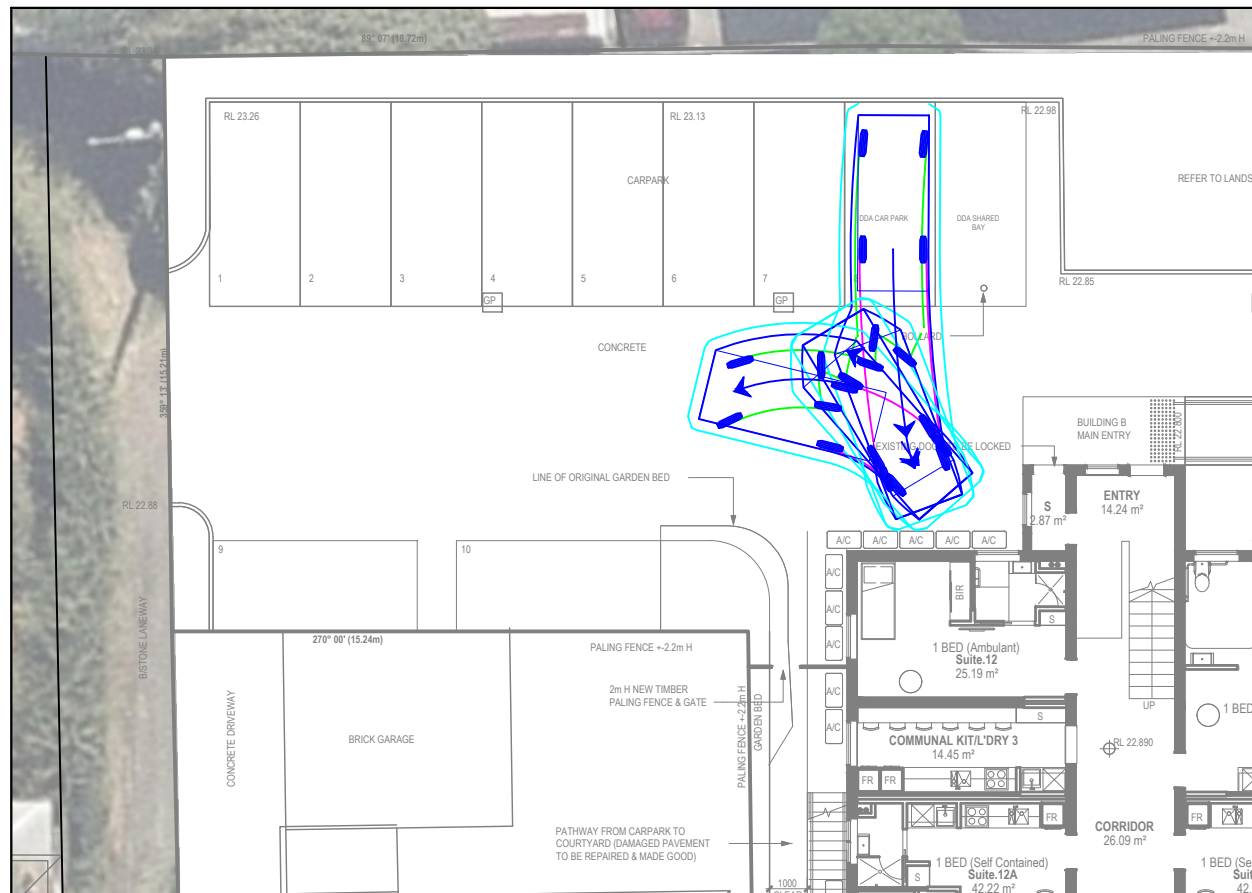 89° 07' (18.72m)
PALING FENCE +-2.2m H
RL 23.26
RL 23.13
RL 22.98
CARPARK
REFER TO LANDS
DDA CAR PARK
DDA SHARED
BAY
1
2
3
4
5
6
7
RL 22.85
GP
GP
BOLLARD
CONCRETE
359° 13' (15.21m)
BUILDING B
MAIN ENTRY
RL 22.800
LINE OF ORIGINAL GARDEN BED
RL 22.88
ENTRY
14.24 m²
S
2.87 m²
9
10
A/C
A/C
A/C
A/C
A/C
A/C
A/C
A/C
A/C
A/C
BIR
S
1 BED (Ambulant)
Suite.12
25.19 m²
B/STONE LANEWAY
270° 00' (15.24m)
PALING FENCE +-2.2m H
2m H NEW TIMBER
PALING FENCE & GATE
PALING FENCE +-2.2m H
GARDEN BED
CONCRETE DRIVEWAY
BRICK GARAGE
UP
1 BED
S
COMMUNAL KIT/L'DRY 3
14.45 m²
RL 22.890
FR
FR
FR
FR
PATHWAY FROM CARPARK TO
COURTYARD (DAMAGED PAVEMENT
TO BE REPAIRED & MADE GOOD)
CORRIDOR
26.09 m²
1 BED (Self Contained)
Suite.12A
42.22 m²
S
1 BED (Se
Sui
1000